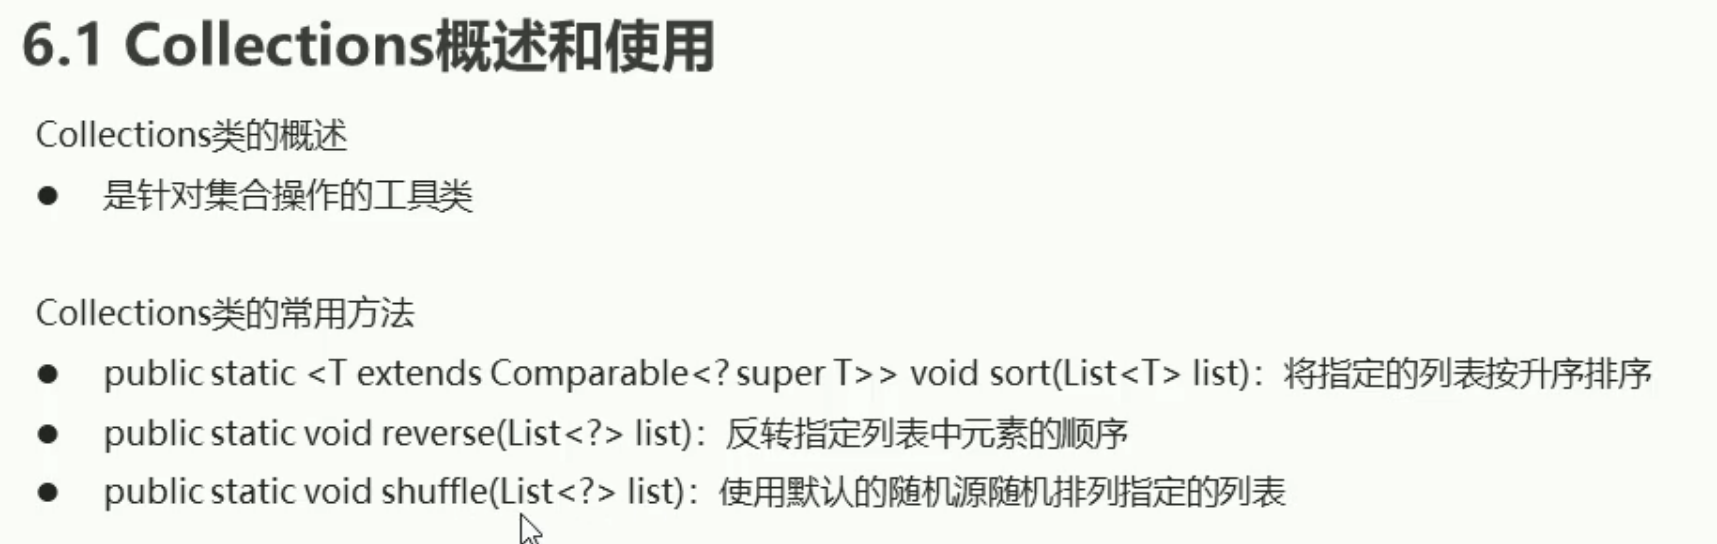 6.1 Collections概述和使用
Collections类的概述
● 是针对集合操作的工具类
Collections类的常用方法
● public static <T extends Comparable<? super T>> void sort(List<T> list)：将指定的列表按升序排序
● public static void reverse(List<?> list)：反转指定列表中元素的顺序
● public static void shuffle(List<?> list)：使用默认的随机源随机排列指定的列表